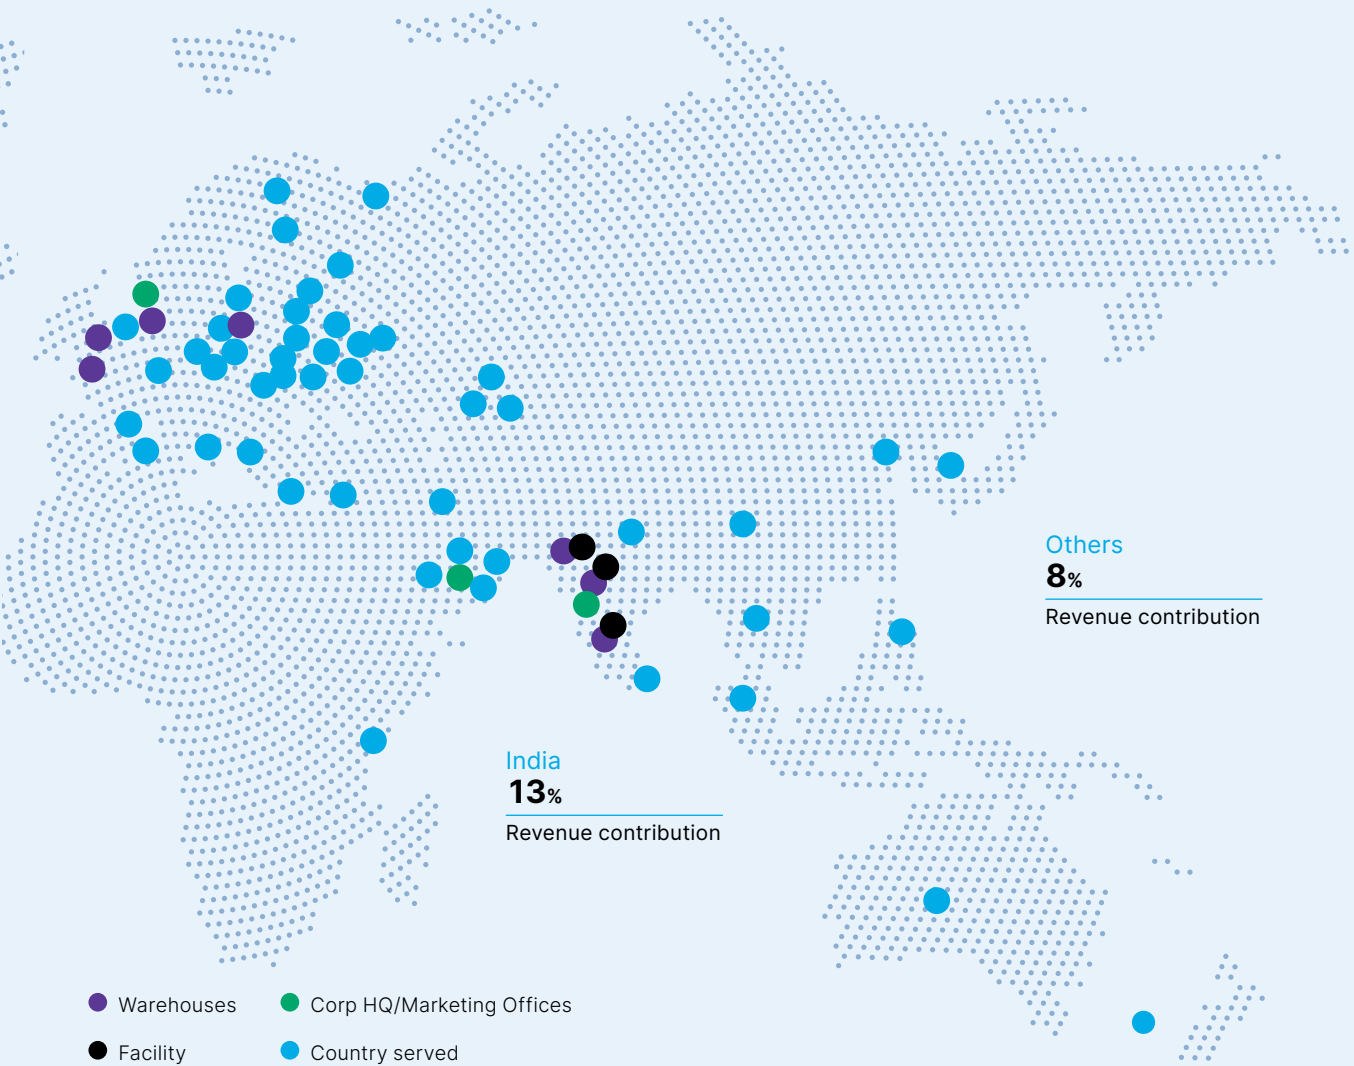 Others
8%
Revenue contribution
India
13%
Revenue contribution
Warehouses
Corp HQ/Marketing Offices
Facility
Country served